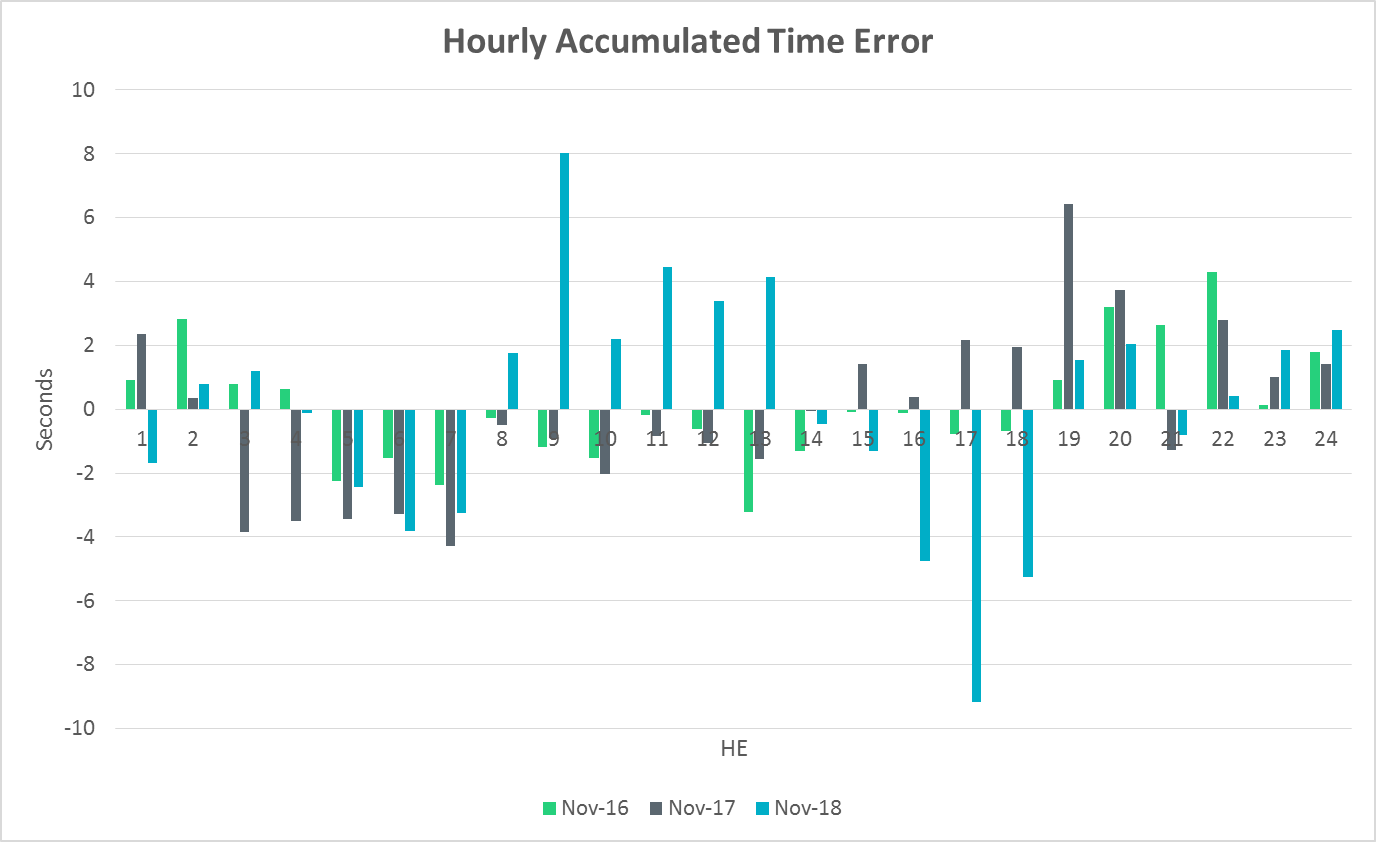 Hourly Accumulated Time Error
10
8
6
4
2
0
-2
-4
-6
-8
-10
Seconds
1 2 3 4 5 6 7 8 9 10 11 12 13 14 15 16 17 18 19 20 21 22 23 24
HE
Nov-16 Nov-17 Nov-18